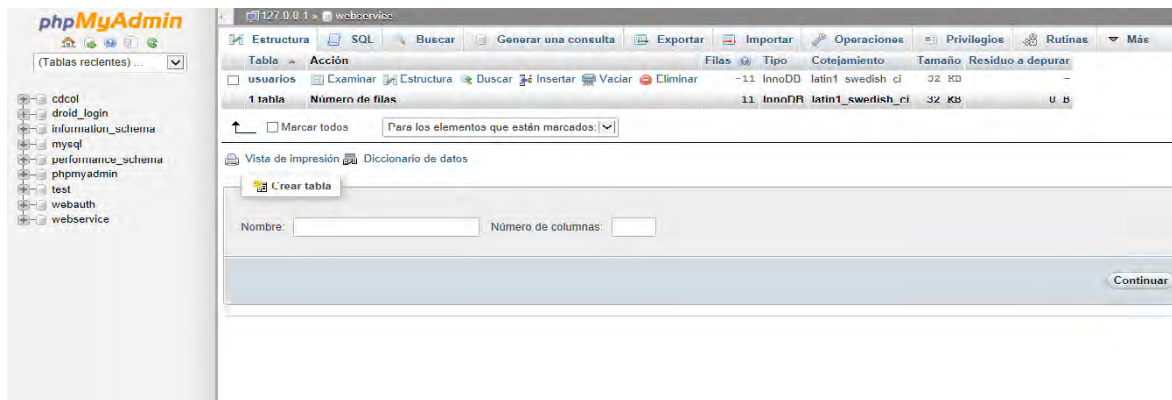 phpMyAdmin
(Tablas recientes) ...
cdcol
droid_login
information_schema
mysql
performance_schema
phpmyadmin
test
webauth
webservice
127.0.0.1 » webservice
Estructura SQL Buscar Generar una consulta Exportar Importar Operaciones Privilegios Rutinas Más
Tabla Acción Filas Tipo Cotejamiento Tamaño Residuo a depurar
usuarios Examinar Estructura Buscar Insertar Vaciar Eliminar ~11 InnoDB latin1_swedish_ci 32 KB -
1 tabla Número de filas 11 InnoDB latin1_swedish_ci 32 KB 0 B
Marcar todos Para los elementos que están marcados:
Vista de impresión Diccionario de datos
Crear tabla
Nombre: Número de columnas:
Continuar